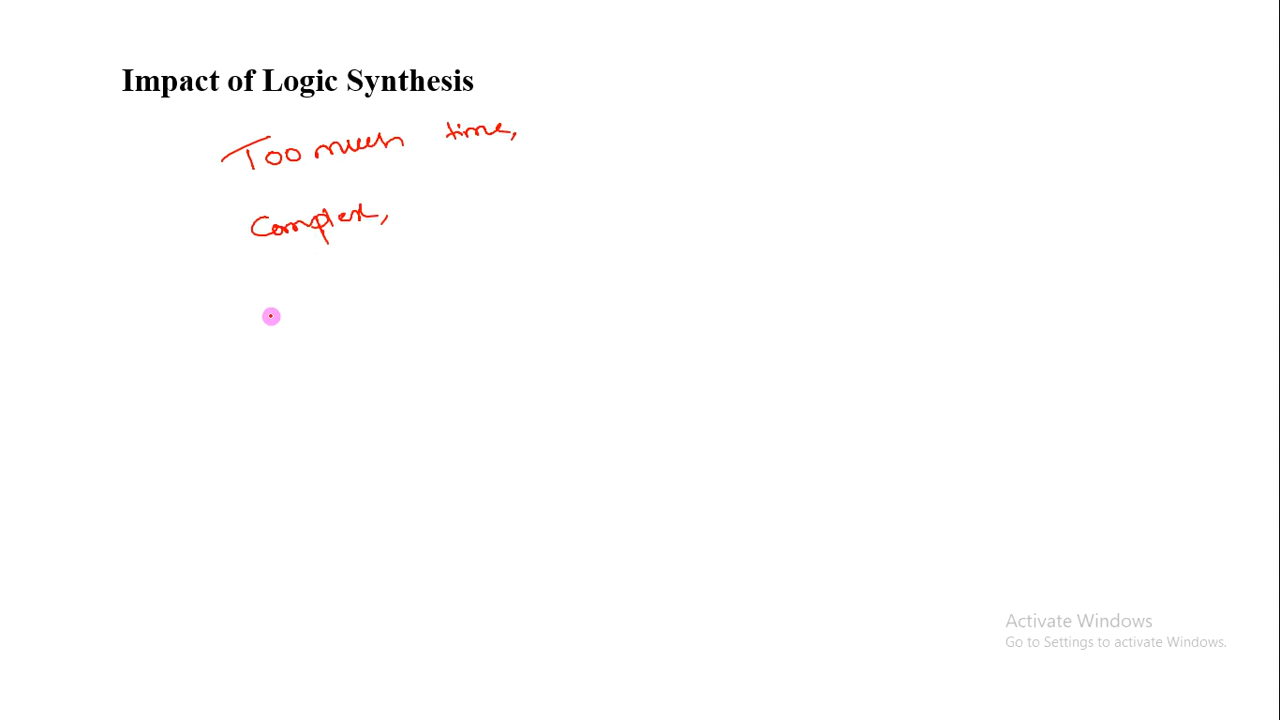 Impact of Logic Synthesis
Too much time,
Complex,
Activate Windows
Go to Settings to activate Windows.